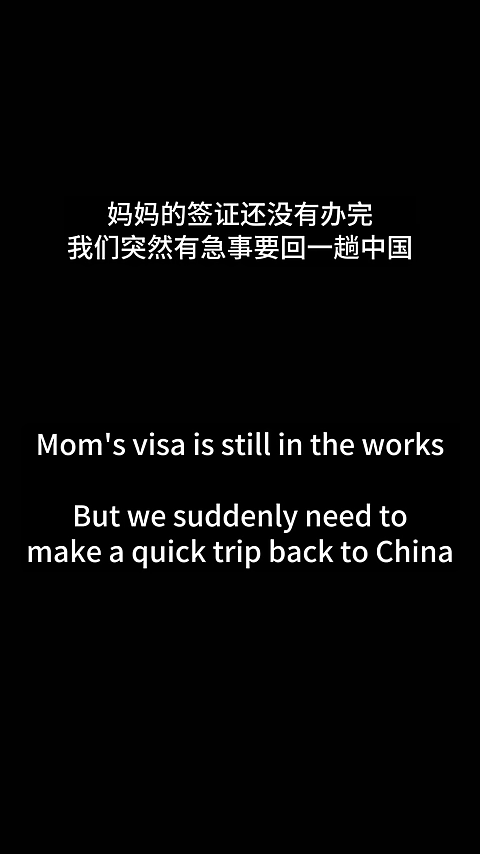 妈妈的签证还没有办完
我们突然有急事要回一趟中国
Mom's visa is still in the works
But we suddenly need to
make a quick trip back to China